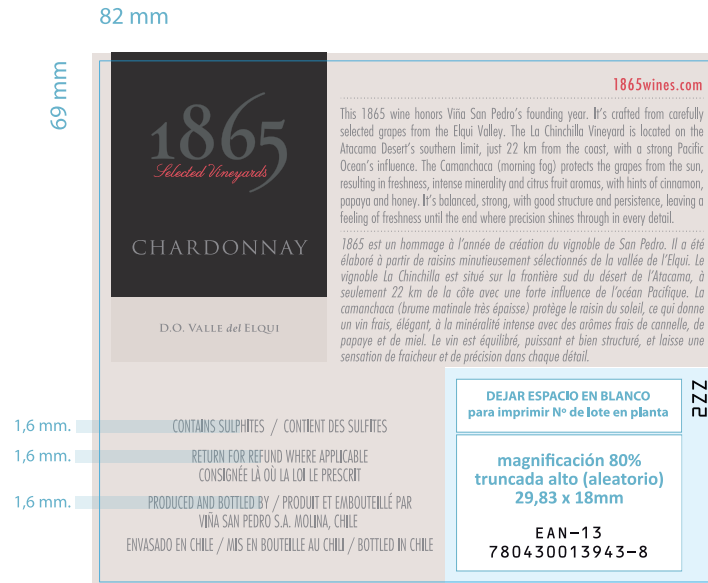 82 mm
69 mm
1865
Selected Vineyards
CHARDONNAY
D.O. VALLE del ELQUI
1865wines.com
This 1865 wine honors Viña San Pedro's founding year. It's crafted from carefully
selected grapes from the Elqui Valley. The La Chinchilla Vineyard is located on the
Atacama Desert's southern limit, just 22 km from the coast, with a strong Pacific
Ocean's influence. The Camanchaca (morning fog) protects the grapes from the sun,
resulting in freshness, intense minerality and citrus fruit aromas, with hints of cinnamon,
papaya and honey. It's balanced, strong, with good structure and persistence, leaving a
feeling of freshness until the end where precision shines through in every detail.
1865 est un hommage à l'année de création du vignoble de San Pedro. Il a été
élaboré à partir de raisins minutieusement sélectionnés de la vallée de l'Elqui. Le
vignoble La Chinchilla est situé sur la frontière sud du désert de l'Atacama, à
seulement 22 km de la côte avec une forte influence de l'océan Pacifique. La
camanchaca (brume matinale très épaisse) protège le raisin du soleil, ce qui donne
un vin frais, élégant, à la minéralité intense avec des arômes frais de cannelle, de
papaye et de miel. Le vin est équilibré, puissant et bien structuré, et laisse une
sensation de fraicheur et de précision dans chaque détail.
1,6 mm.
CONTAINS SULPHITES / CONTIENT DES SULFITES
1,6 mm.
RETURN FOR REFUND WHERE APPLICABLE
CONSIGNÉE LÀ OÙ LA LOI LE PRESCRIT
1,6 mm.
PRODUCED AND BOTTLED BY / PRODUIT ET EMBOUTEILLÉ PAR
VIÑA SAN PEDRO S.A. MOLINA, CHILE
ENVASADO EN CHILE / MIS EN BOUTEILLE AU CHILI / BOTTLED IN CHILE
DEJAR ESPACIO EN BLANCO
para imprimir Nº de lote en planta
magnificación 80%
truncada alto (aleatorio)
29,83 x 18mm
EAN-13
780430013943-8